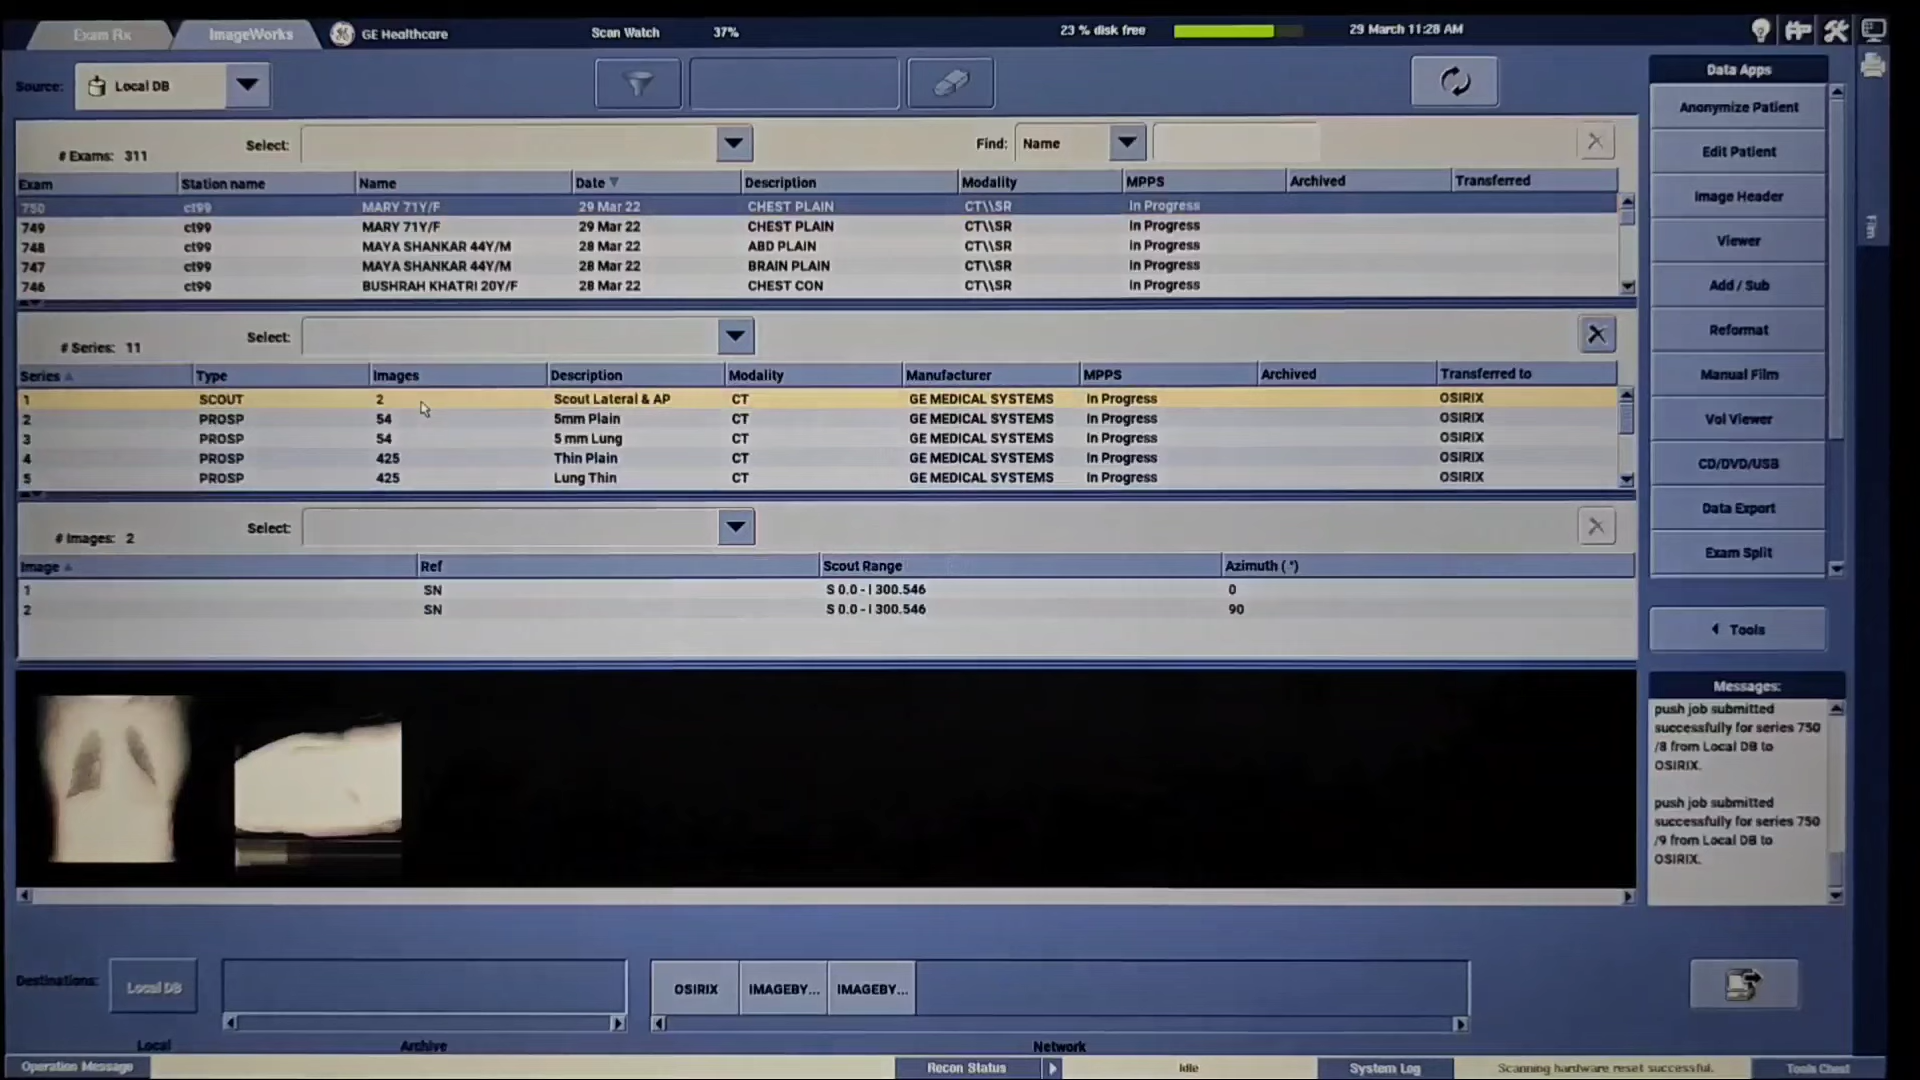 Exam Rx ImageWorks GE Healthcare Scan Watch 37% 23 % disk free 29 March 11:28 AM
Source: Local DB
# Exams: 311 Select: Find: Name
Exam Station name Name Date Description Modality MPPS Archived Transferred
750 ct99 MARY 71Y/F 29 Mar 22 CHEST PLAIN CT\\SR In Progress
749 ct99 MARY 71Y/F 29 Mar 22 CHEST PLAIN CT\\SR In Progress
748 ct99 MAYA SHANKAR 44Y/M 28 Mar 22 ABD PLAIN CT\\SR In Progress
747 ct99 MAYA SHANKAR 44Y/M 28 Mar 22 BRAIN PLAIN CT\\SR In Progress
746 ct99 BUSHRAH KHATRI 20Y/F 28 Mar 22 CHEST CON CT\\SR In Progress
# Series: 11 Select:
Series Type Images Description Modality Manufacturer MPPS Archived Transferred to
1 SCOUT 2 Scout Lateral & AP CT GE MEDICAL SYSTEMS In Progress OSIRIX
2 PROSP 54 5mm Plain CT GE MEDICAL SYSTEMS In Progress OSIRIX
3 PROSP 54 5 mm Lung CT GE MEDICAL SYSTEMS In Progress OSIRIX
4 PROSP 425 Thin Plain CT GE MEDICAL SYSTEMS In Progress OSIRIX
5 PROSP 425 Lung Thin CT GE MEDICAL SYSTEMS In Progress OSIRIX
# Images: 2 Select:
Image Ref Scout Range Azimuth ( °)
1 SN S 0.0 - I 300.546 0
2 SN S 0.0 - I 300.546 90
Data Apps
Anonymize Patient
Edit Patient
Image Header
Viewer
Add / Sub
Reformat
Manual Film
Vol Viewer
CD/DVD/USB
Data Export
Exam Split
Tools
Film
Messages:
push job submitted
successfully for series 750
/8 from Local DB to
OSIRIX.
push job submitted
successfully for series 750
/9 from Local DB to
OSIRIX.
Destinations: Local DB OSIRIX IMAGEBY... IMAGEBY...
Local Archive Network
Operation Message Recon Status Idle System Log Scanning hardware reset successful. Tools Chest